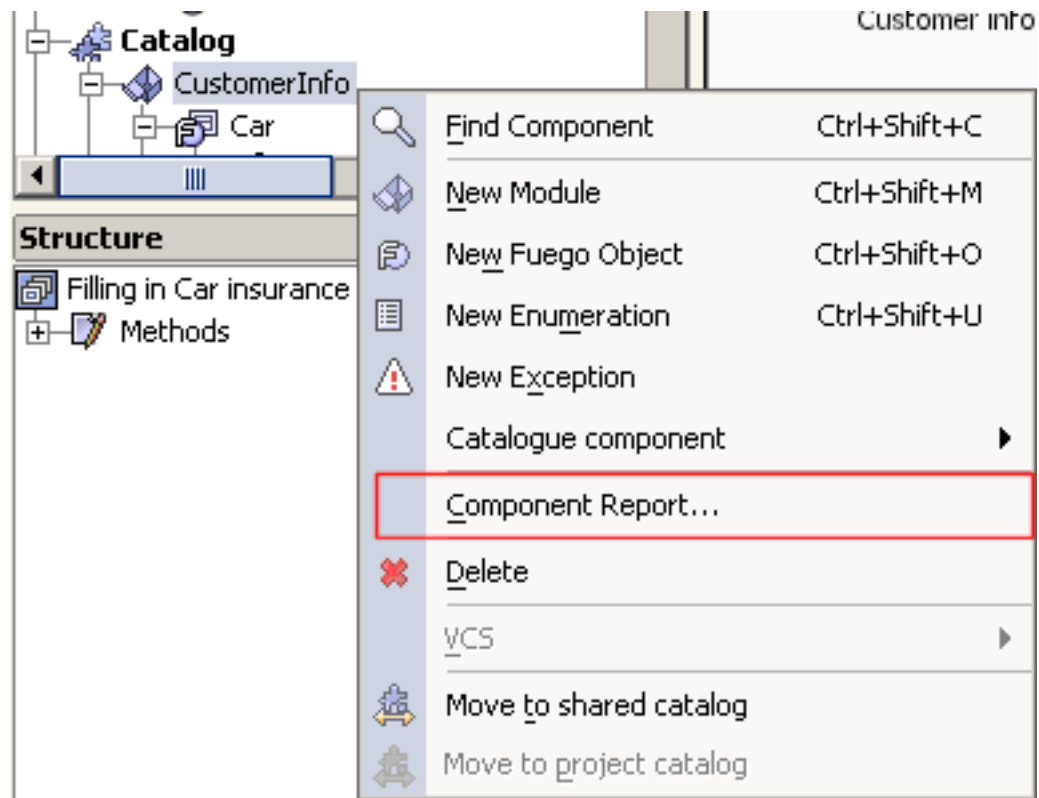 Customer info
Catalog
CustomerInfo
Car
Structure
Filling in Car insurance
Methods
Find Component Ctrl+Shift+C
New Module Ctrl+Shift+M
New Fuego Object Ctrl+Shift+O
New Enumeration Ctrl+Shift+U
New Exception
Catalogue component
Component Report...
Delete
VCS
Move to shared catalog
Move to project catalog